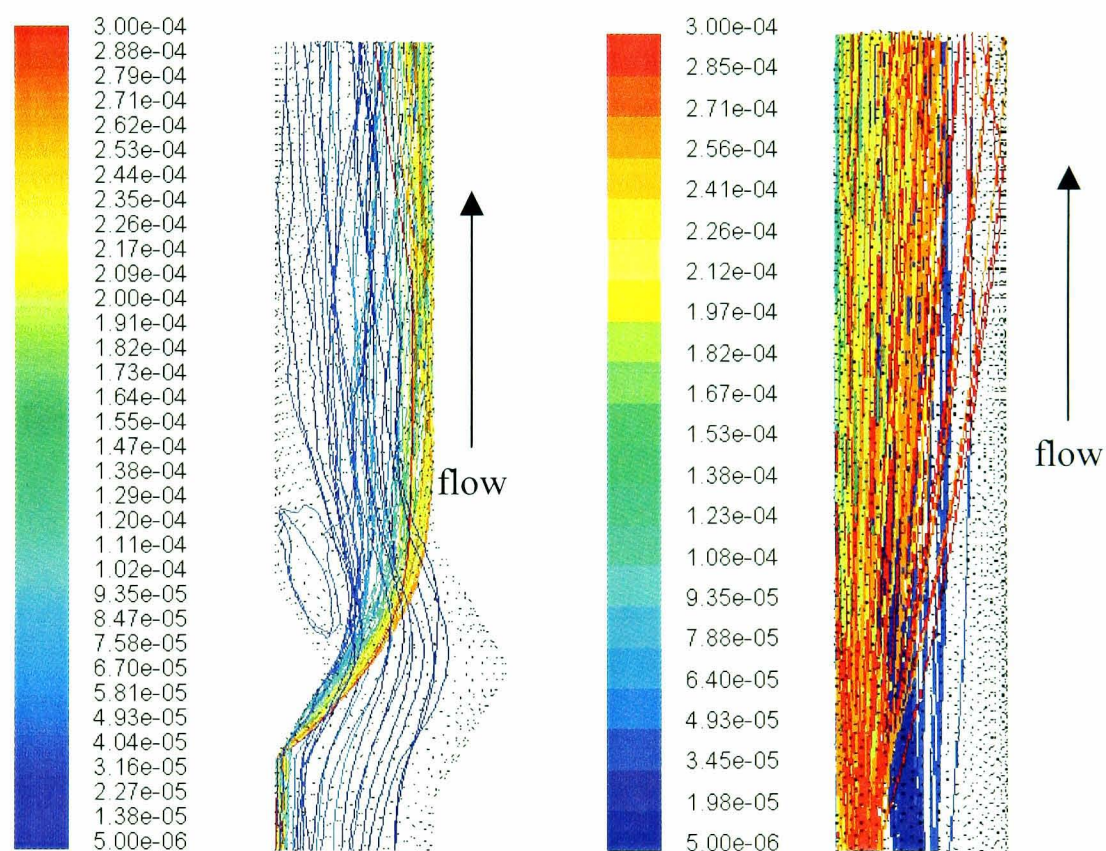 3.00e-04
2.88e-04
2.79e-04
2.71e-04
2.62e-04
2.53e-04
2.44e-04
2.35e-04
2.26e-04
2.17e-04
2.09e-04
2.00e-04
1.91e-04
1.82e-04
1.73e-04
1.64e-04
1.55e-04
1.47e-04
1.38e-04
1.29e-04
1.20e-04
1.11e-04
1.02e-04
9.35e-05
8.47e-05
7.58e-05
6.70e-05
5.81e-05
4.93e-05
4.04e-05
3.16e-05
2.27e-05
1.38e-05
5.00e-06
flow
3.00e-04
2.85e-04
2.71e-04
2.56e-04
2.41e-04
2.26e-04
2.12e-04
1.97e-04
1.82e-04
1.67e-04
1.53e-04
1.38e-04
1.23e-04
1.08e-04
9.35e-05
7.88e-05
6.40e-05
4.93e-05
3.45e-05
1.98e-05
5.00e-06
flow